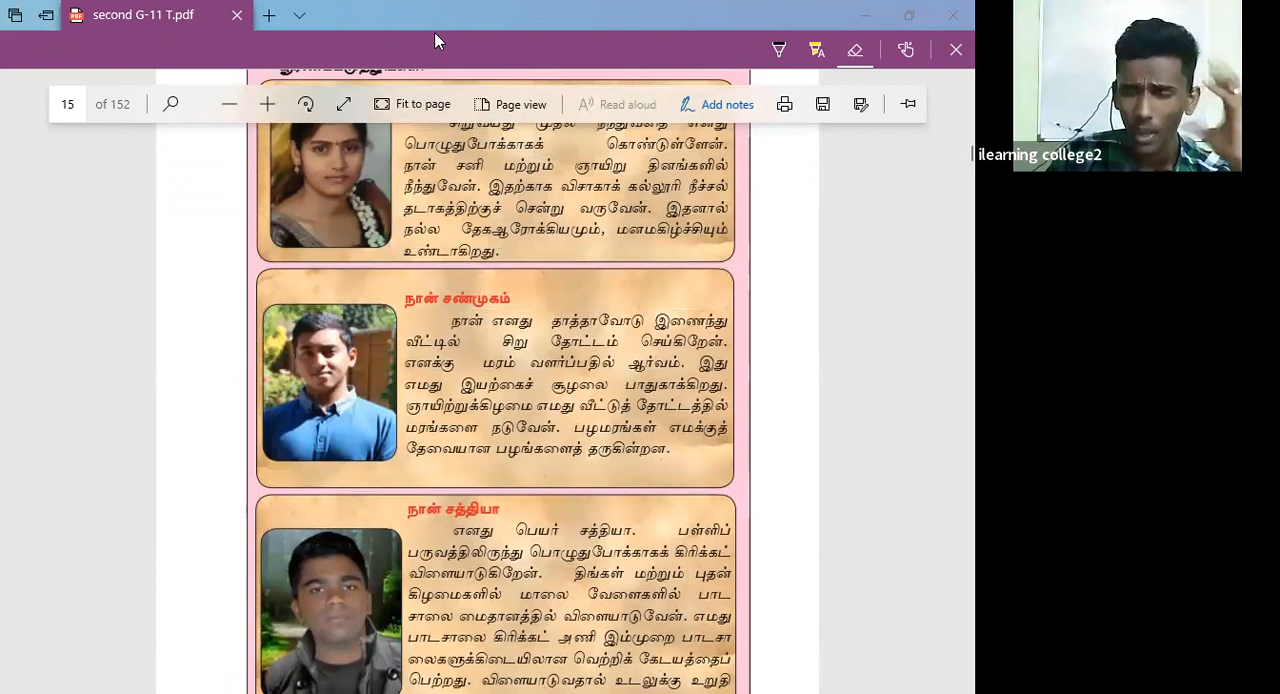 second G-11 T.pdf
15 of 152
Fit to page
Page view
Read aloud
Add notes
ilearning college2
சிறுவயது முதல் நீந்துவதை எனது
பொழுதுபோக்காகக் கொண்டுள்ளேன்.
நான் சனி மற்றும் ஞாயிறு தினங்களில்
நீந்துவேன். இதற்காக விசாகாக் கல்லூரி நீச்சல்
தடாகத்திற்குச் சென்று வருவேன். இதனால்
நல்ல தேகஆரோக்கியமும், மனமகிழ்ச்சியும்
உண்டாகிறது.
நான் சண்முகம்
நான் எனது தாத்தாவோடு இணைந்து
வீட்டில் சிறு தோட்டம் செய்கிறேன்.
எனக்கு மரம் வளர்ப்பதில் ஆர்வம். இது
எமது இயற்கைச் சூழலை பாதுகாக்கிறது.
ஞாயிற்றுக்கிழமை எமது வீட்டுத் தோட்டத்தில்
மரங்களை நடுவேன். பழமரங்கள் எமக்குத்
தேவையான பழங்களைத் தருகின்றன.
நான் சத்தியா
எனது பெயர் சத்தியா. பள்ளிப்
பருவத்திலிருந்து பொழுதுபோக்காகக் கிரிக்கட்
விளையாடுகிறேன். திங்கள் மற்றும் புதன்
கிழமைகளில் மாலை வேளைகளில் பாட
சாலை மைதானத்தில் விளையாடுவேன். எமது
பாடசாலை கிரிக்கட் அணி இம்முறை பாடசா
லைகளுக்கிடையிலான வெற்றிக் கேடயத்தைப்
பெற்றது. விளையாடுவதால் உடலுக்கு உறுதி